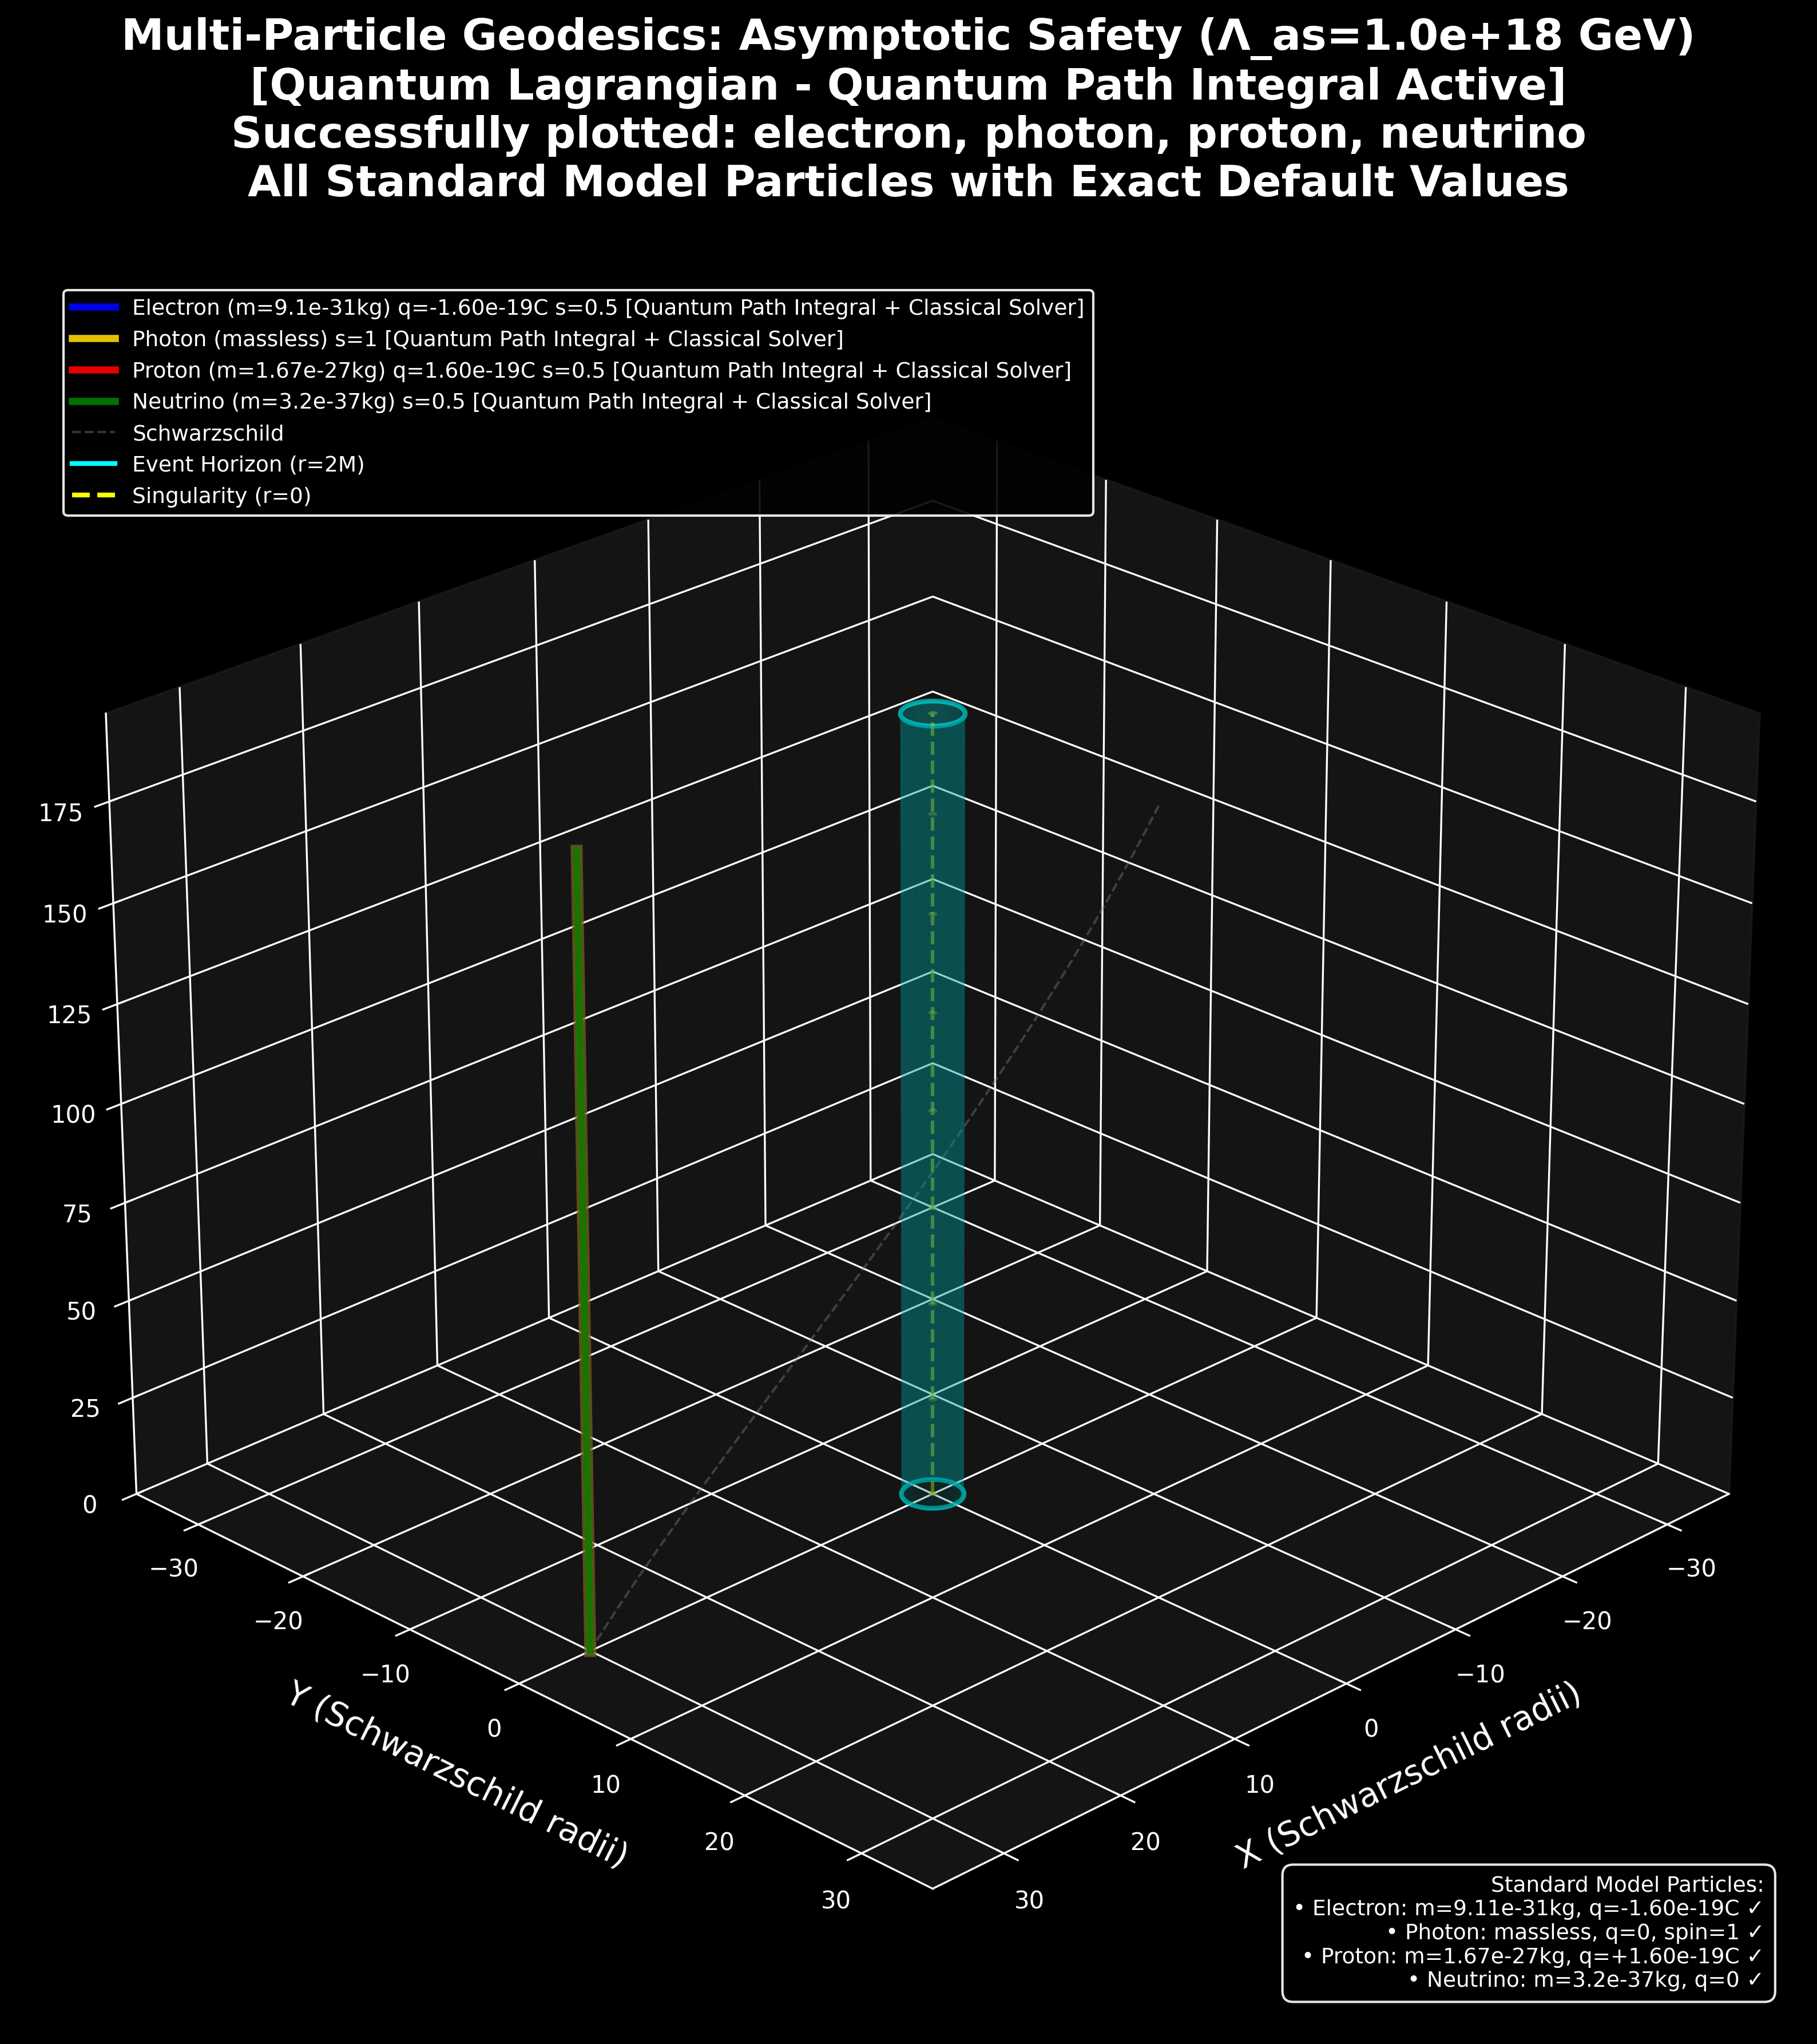 Multi-Particle Geodesics: Asymptotic Safety (Λ_as=1.0e+18 GeV)
[Quantum Lagrangian - Quantum Path Integral Active]
Successfully plotted: electron, photon, proton, neutrino
All Standard Model Particles with Exact Default Values
Electron (m=9.1e-31kg) q=-1.60e-19C s=0.5 [Quantum Path Integral + Classical Solver]
Photon (massless) s=1 [Quantum Path Integral + Classical Solver]
Proton (m=1.67e-27kg) q=1.60e-19C s=0.5 [Quantum Path Integral + Classical Solver]
Neutrino (m=3.2e-37kg) s=0.5 [Quantum Path Integral + Classical Solver]
Schwarzschild
Event Horizon (r=2M)
Singularity (r=0)
175
150
125
100
75
50
25
0
−30
−20
−10
0
10
20
30
Y (Schwarzschild radii)
−30
−20
−10
0
10
20
30
X (Schwarzschild radii)
Standard Model Particles:
• Electron: m=9.11e-31kg, q=-1.60e-19C ✓
• Photon: massless, q=0, spin=1 ✓
• Proton: m=1.67e-27kg, q=+1.60e-19C ✓
• Neutrino: m=3.2e-37kg, q=0 ✓